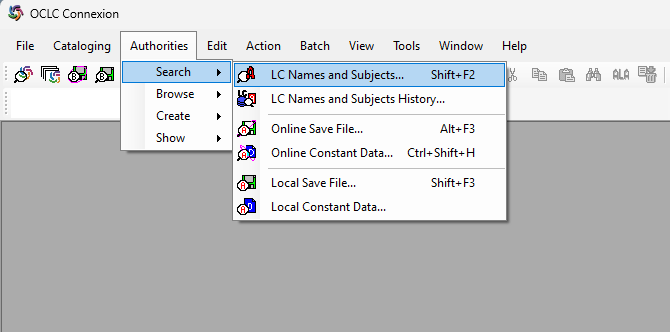 OCLC Connexion
File Cataloging Authorities Edit Action Batch View Tools Window Help
Search
Browse
Create
Show
LC Names and Subjects... Shift+F2
LC Names and Subjects History...
Online Save File... Alt+F3
Online Constant Data... Ctrl+Shift+H
Local Save File... Shift+F3
Local Constant Data...
ALA